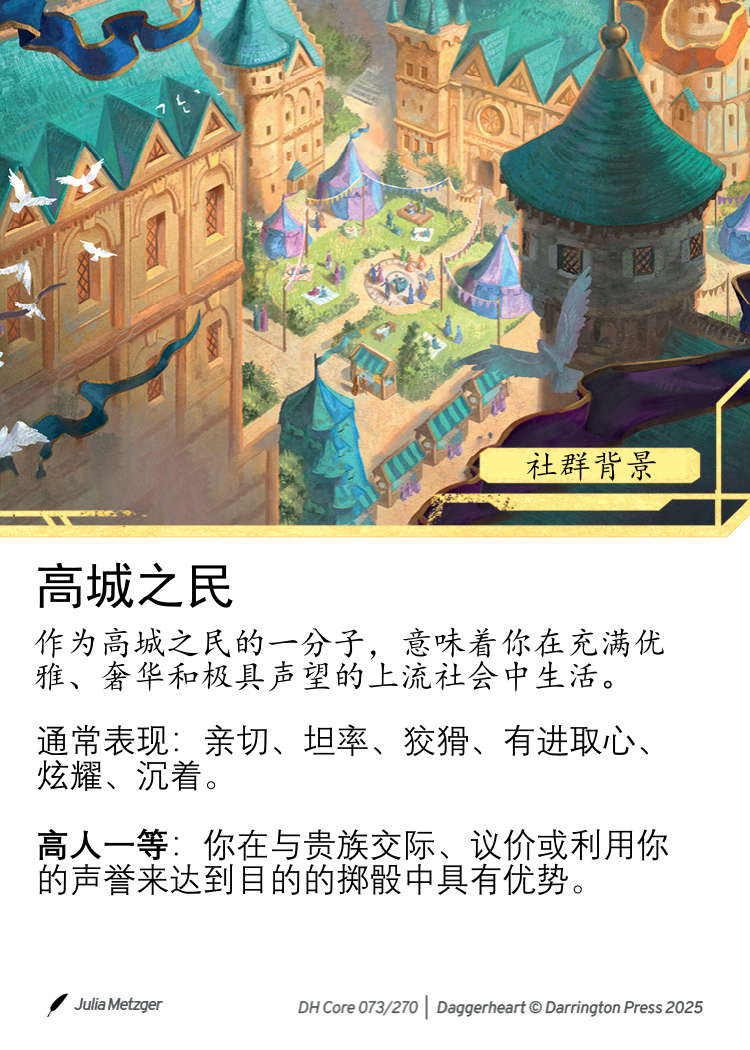 社群背景
高城之民
作为高城之民的一分子，意味着你在充满优
雅、奢华和极具声望的上流社会中生活。
通常表现：亲切、坦率、狡猾、有进取心、
炫耀、沉着。
高人一等：你在与贵族交际、议价或利用你
的声誉来达到目的的掷骰中具有优势。
Julia Metzger
DH Core 073/270 | Daggerheart © Darrington Press 2025